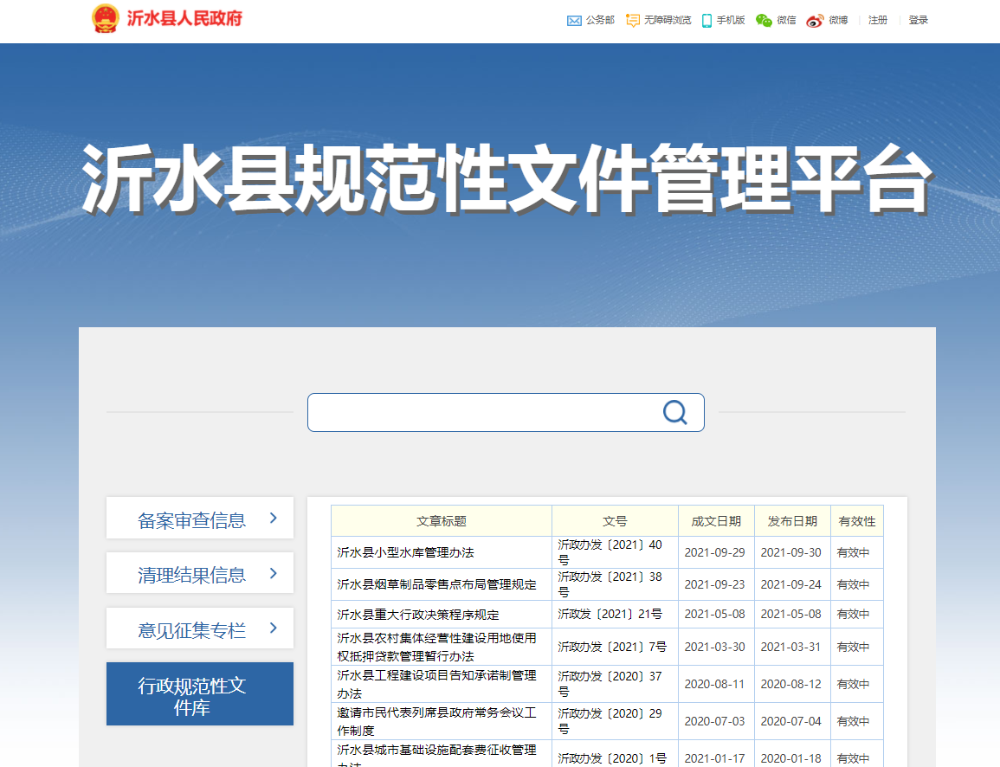 沂水县人民政府
公务邮 无障碍浏览 手机版 微信 微博 注册 登录
沂水县规范性文件管理平台
备案审查信息
清理结果信息
意见征集专栏
行政规范性文
件库
文章标题 文号 成文日期 发布日期 有效性
沂水县小型水库管理办法 沂政办发〔2021〕40
号 2021-09-29 2021-09-30 有效中
沂水县烟草制品零售点布局管理规定 沂政办发〔2021〕38
号 2021-09-23 2021-09-24 有效中
沂水县重大行政决策程序规定 沂政发〔2021〕21号 2021-05-08 2021-05-08 有效中
沂水县农村集体经营性建设用地使用
权抵押贷款管理暂行办法 沂政办发〔2021〕7号 2021-03-30 2021-03-31 有效中
沂水县工程建设项目告知承诺制管理
办法 沂政办发〔2020〕37
号 2020-08-11 2020-08-12 有效中
邀请市民代表列席县政府常务会议工
作制度 沂政办发〔2020〕29
号 2020-07-03 2020-07-04 有效中
沂水县城市基础设施配套费征收管理
办法 沂政办发〔2020〕1号 2021-01-17 2020-01-18 有效中